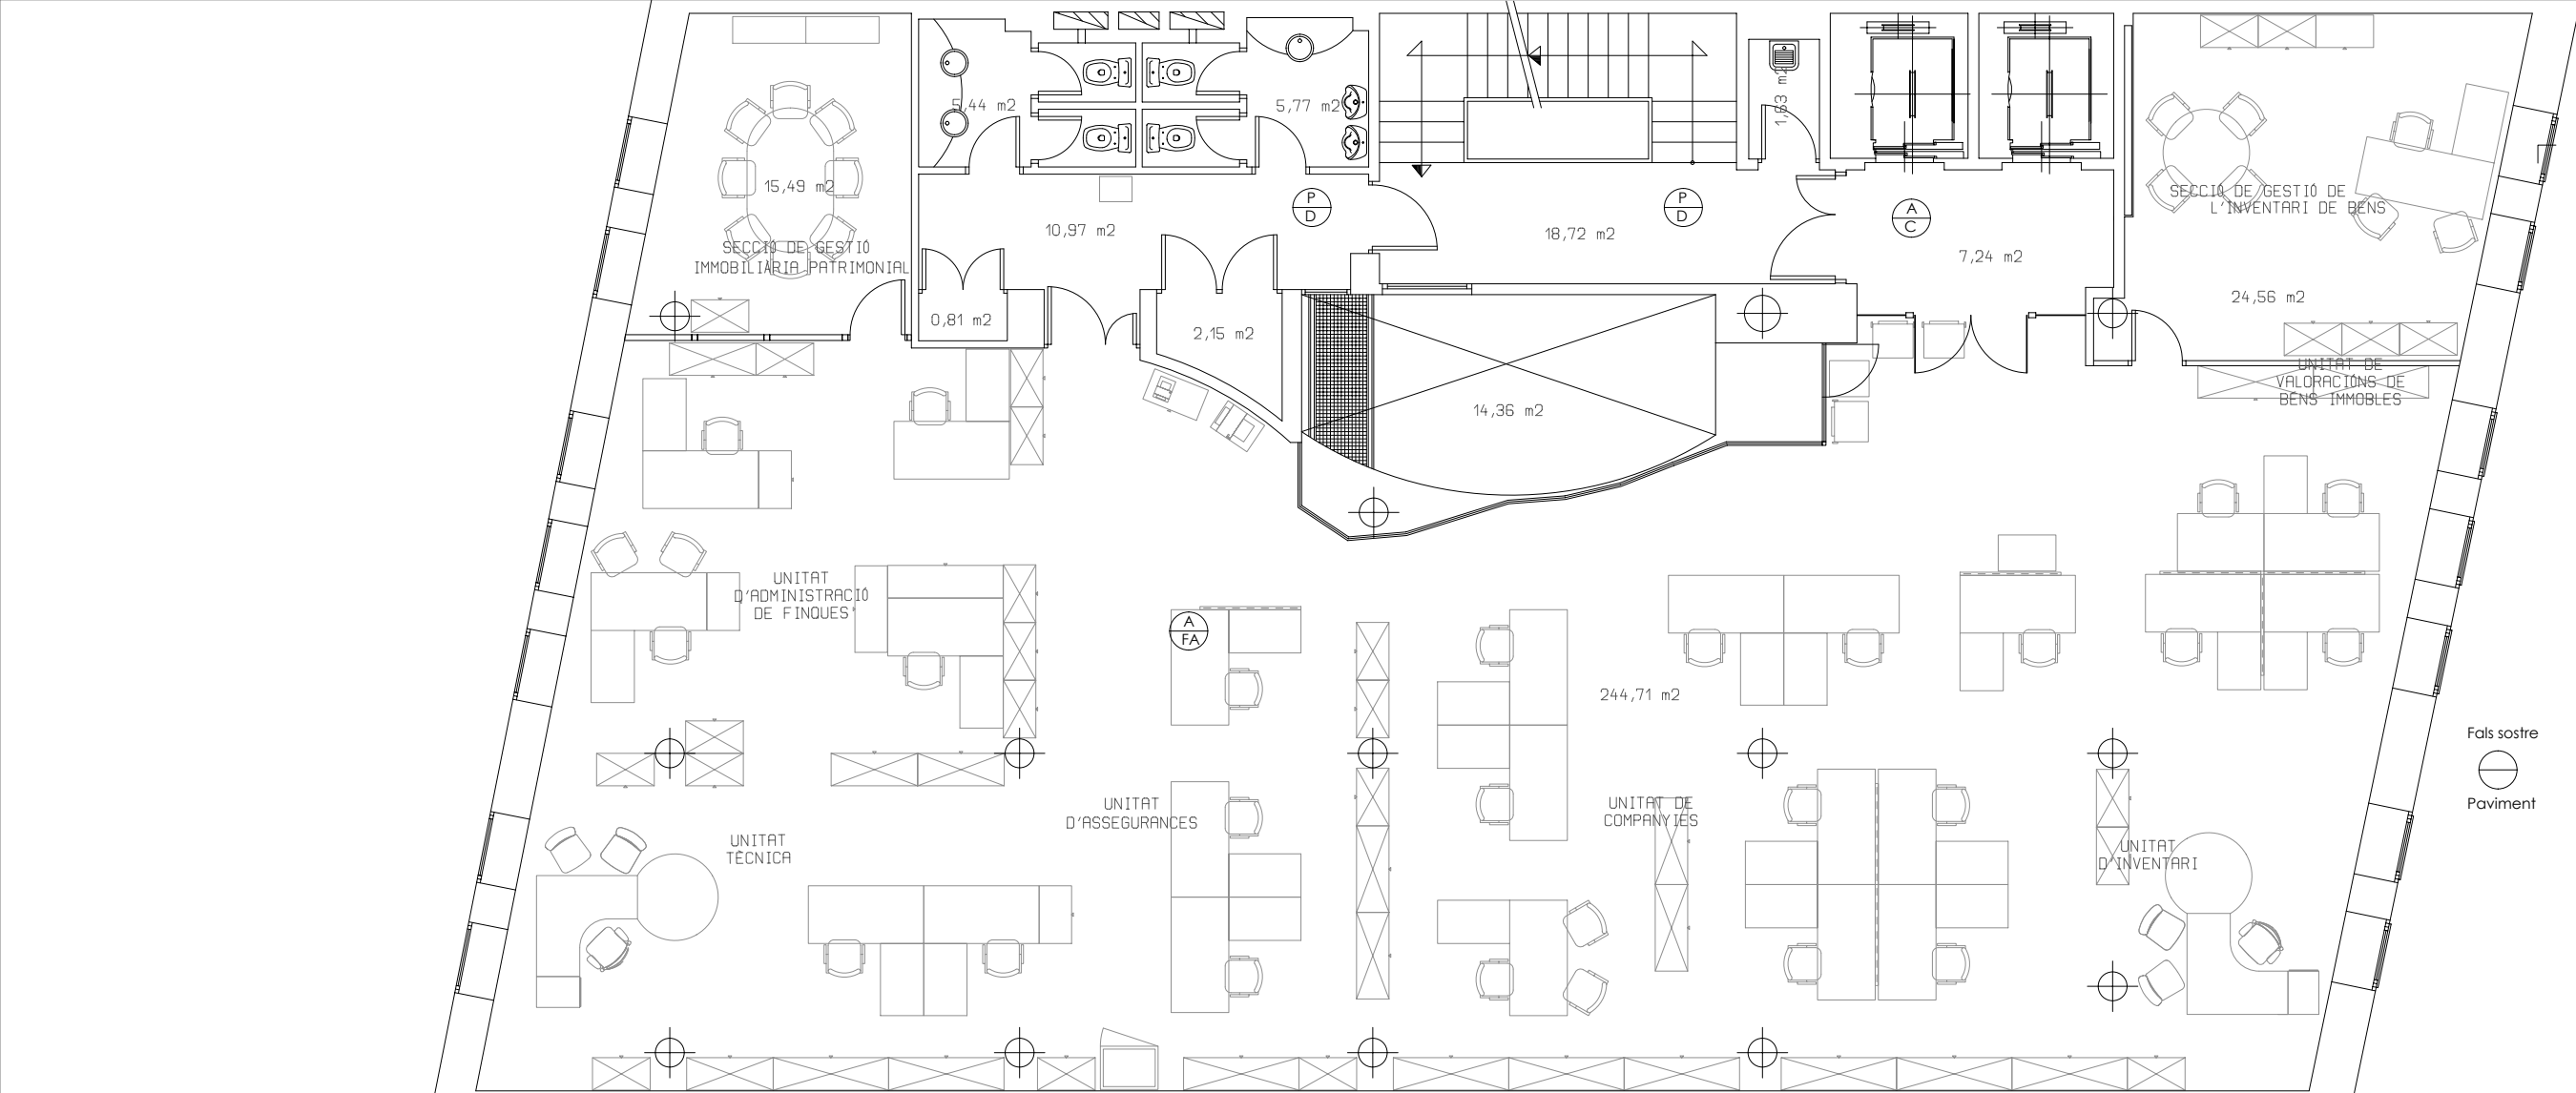 5,44 m2
5,77 m2
1,63 m2
15,49 m2
SECCIÓ DE GESTIÓ
IMMOBILIÀRIA PATRIMONIAL
10,97 m2
P
D
18,72 m2
P
D
A
C
7,24 m2
SECCIÓ DE GESTIÓ DE
L'INVENTARI DE BENS
24,56 m2
0,81 m2
2,15 m2
14,36 m2
UNITAT DE
VALORACIÓNS DE
BENS IMMOBLES
UNITAT
D'ADMINISTRACIÓ
DE FINQUES
A
FA
244,71 m2
Fals sostre
Paviment
UNITAT
D'ASSEGURANCES
UNITAT DE
COMPANYIES
UNITAT
TÈCNICA
UNITAT
D'INVENTARI